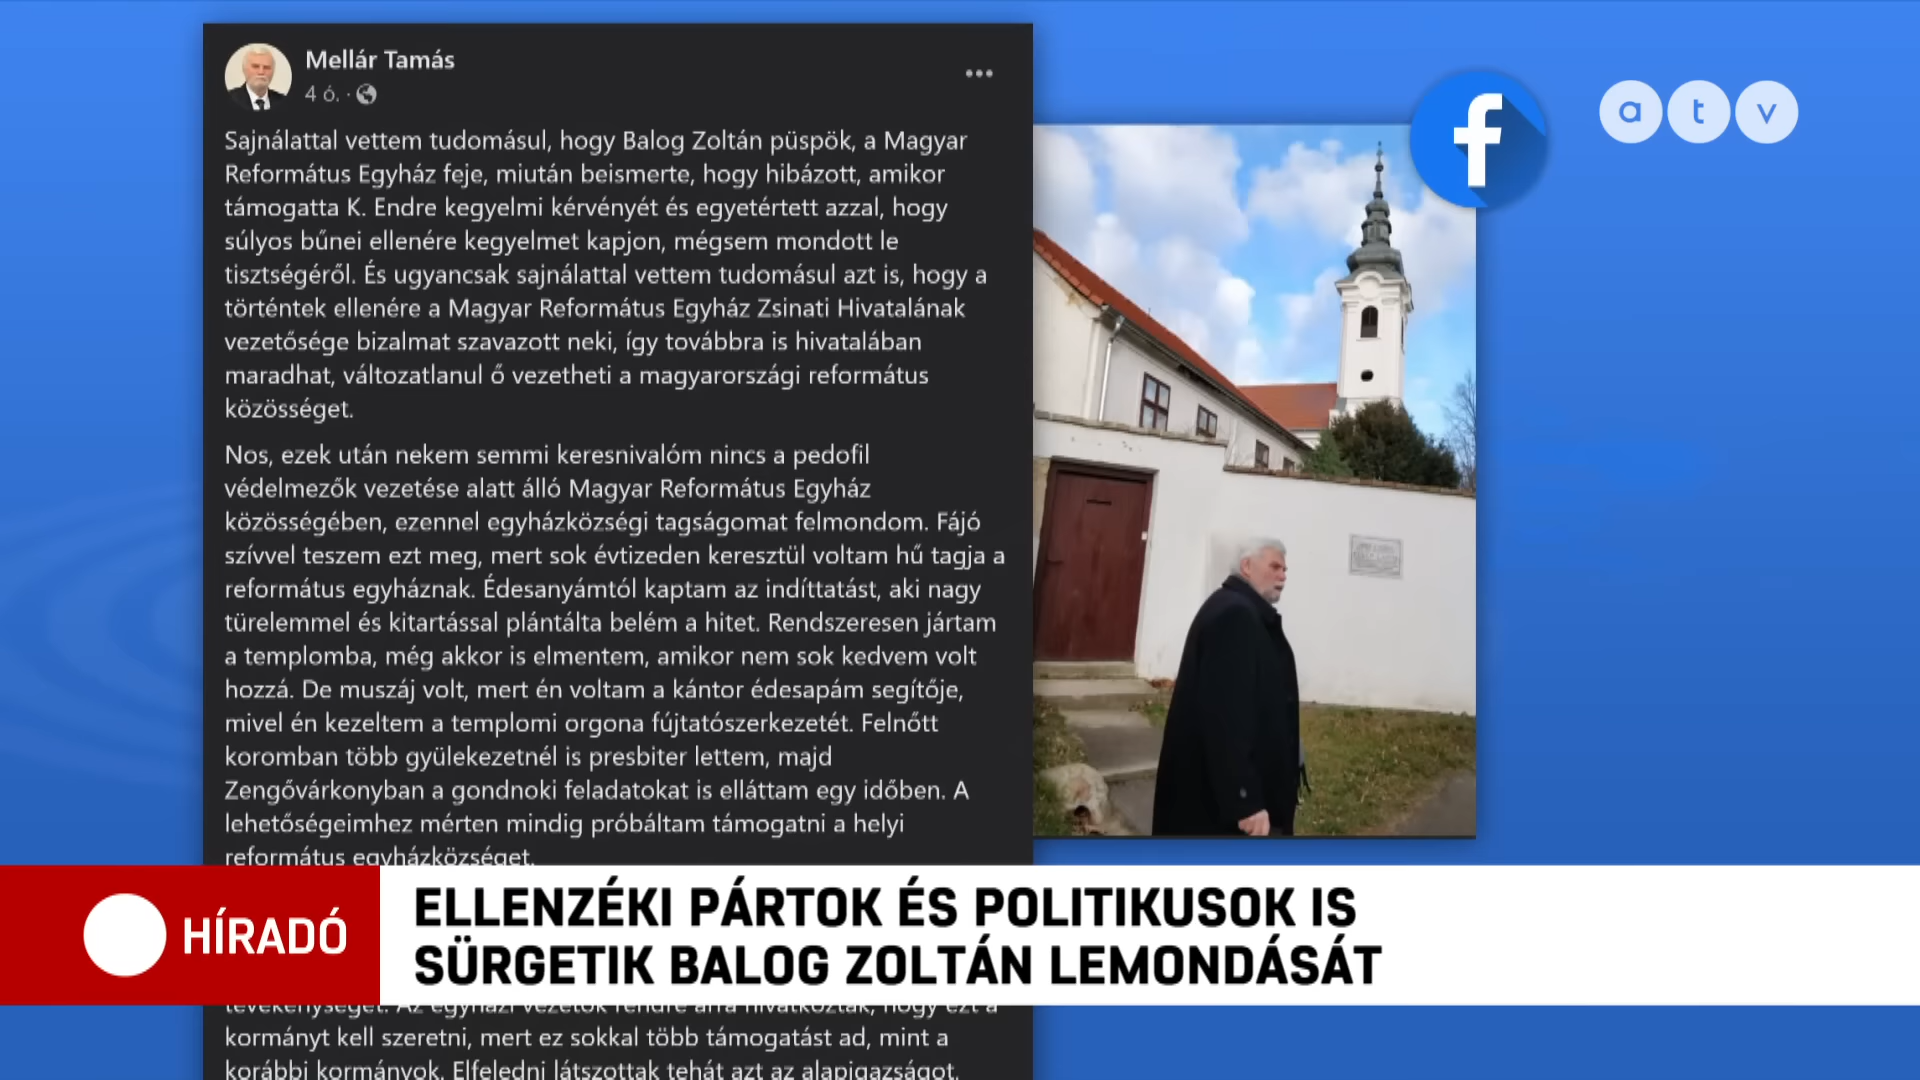 Mellár Tamás
4 ó. ·
Sajnálattal vettem tudomásul, hogy Balog Zoltán püspök, a Magyar
Református Egyház feje, miután beismerte, hogy hibázott, amikor
támogatta K. Endre kegyelmi kérvényét és egyetértett azzal, hogy
súlyos bűnei ellenére kegyelmet kapjon, mégsem mondott le
tisztségéről. És ugyancsak sajnálattal vettem tudomásul azt is, hogy a
történtek ellenére a Magyar Református Egyház Zsinati Hivatalának
vezetősége bizalmat szavazott neki, így továbbra is hivatalában
maradhat, változatlanul ő vezetheti a magyarországi református
közösséget.
Nos, ezek után nekem semmi keresnivalóm nincs a pedofil
védelmezők vezetése alatt álló Magyar Református Egyház
közösségében, ezennel egyházközségi tagságomat felmondom. Fájó
szívvel teszem ezt meg, mert sok évtizeden keresztül voltam hű tagja a
református egyháznak. Édesanyámtól kaptam az indíttatást, aki nagy
türelemmel és kitartással plántálta belém a hitet. Rendszeresen jártam
a templomba, még akkor is elmentem, amikor nem sok kedvem volt
hozzá. De muszáj volt, mert én voltam a kántor édesapám segítője,
mivel én kezeltem a templomi orgona fújtatószerkezetét. Felnőtt
koromban több gyülekezetnél is presbiter lettem, majd
Zengővárkonyban a gondnoki feladatokat is elláttam egy időben. A
lehetőségeimhez mérten mindig próbáltam támogatni a helyi
református egyházközséget.
tevékenységét. Az egyházi vezetők rendre arra hivatkoztak, hogy ezt a
kormányt kell szeretni, mert ez sokkal több támogatást ad, mint a
korábbi kormányok. Elfeledni látszottak tehát azt az alapigazságot,
f
a t v
HÍRADÓ
ELLENZÉKI PÁRTOK ÉS POLITIKUSOK IS
SÜRGETIK BALOG ZOLTÁN LEMONDÁSÁT